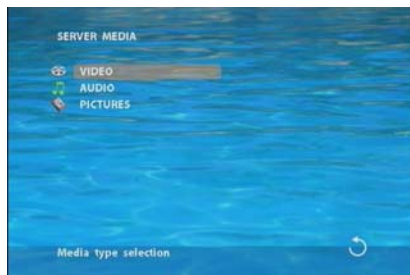 SERVER MEDIA
VIDEO
AUDIO
PICTURES
Media type selection